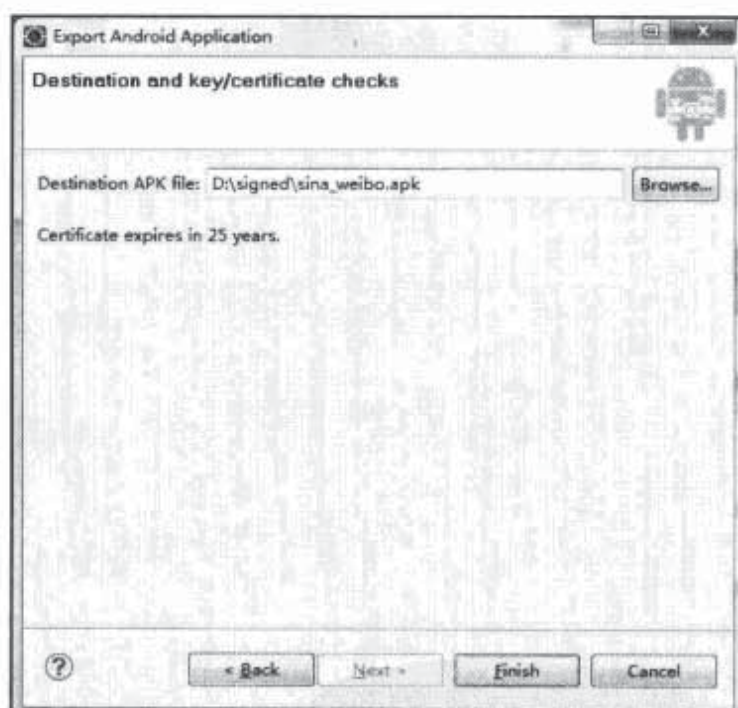 Export Android Application
Destination and key/certificate checks
Destination APK file: D:\signed\sina_weibo.apk Browse...
Certificate expires in 25 years.
? < Back Next > Finish Cancel